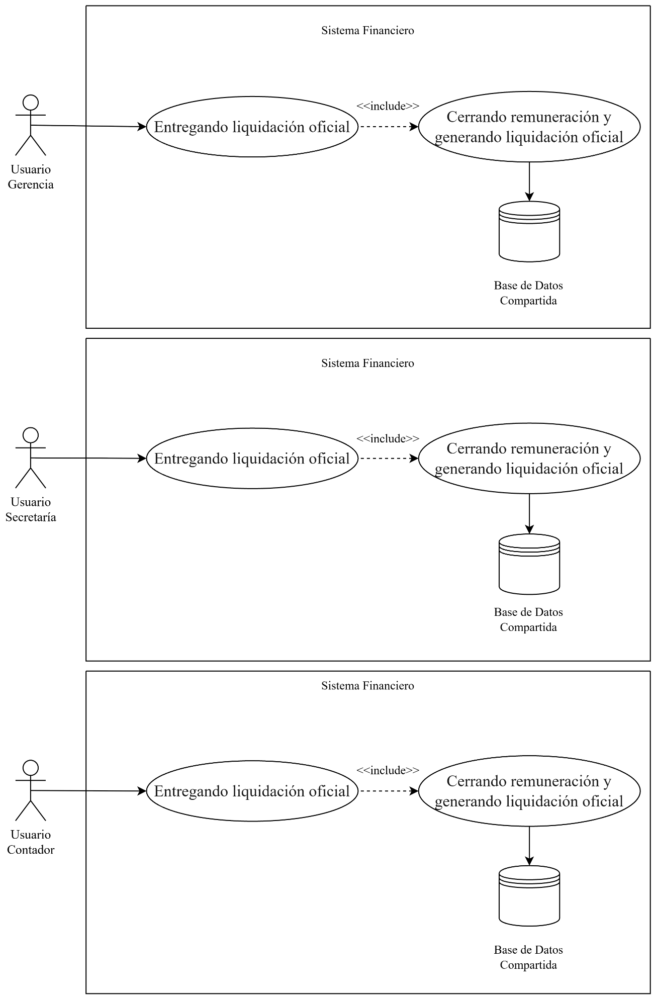 Sistema Financiero
<<include>>
Entregando liquidación oficial
Cerrando remuneración y
generando liquidación oficial
Usuario
Gerencia
Base de Datos
Compartida
Sistema Financiero
<<include>>
Entregando liquidación oficial
Cerrando remuneración y
generando liquidación oficial
Usuario
Secretaría
Base de Datos
Compartida
Sistema Financiero
<<include>>
Entregando liquidación oficial
Cerrando remuneración y
generando liquidación oficial
Usuario
Contador
Base de Datos
Compartida